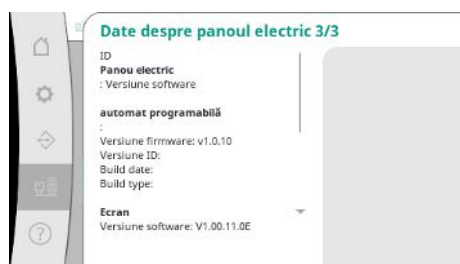 Date despre panoul electric 3/3
ID
Panou electric
: Versiune software
automat programabilă
:
Versiune firmware: v1.0.10
Versiune ID:
Build date:
Build type:
Ecran
Versiune software: V1.00.11.0E
?